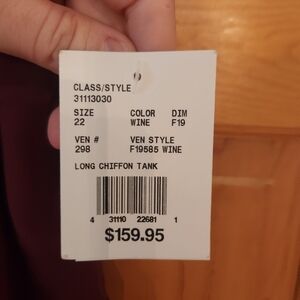 CLASS/STYLE
31113030
SIZE COLOR DIM
22 WINE F19
VEN # VEN STYLE
298 F19585 WINE
LONG CHIFFON TANK
4 31110 22681 1
$159.95